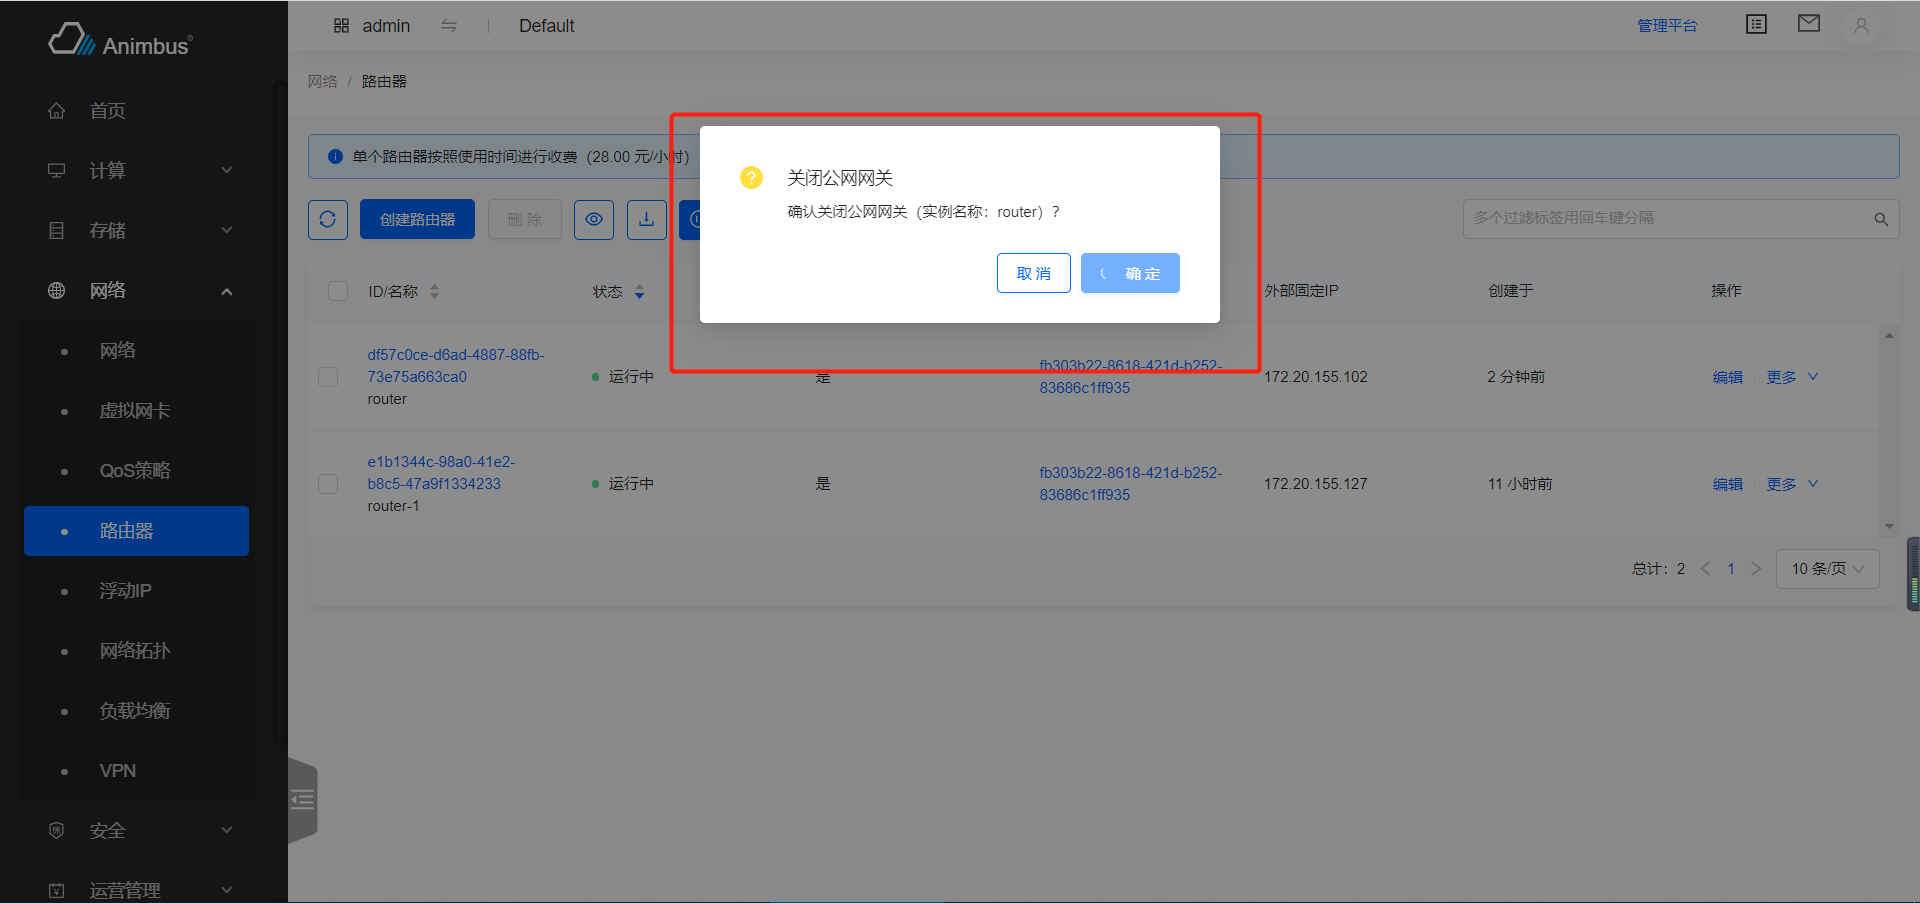 Animbus®
首页
计算
存储
网络
网络
虚拟网卡
QoS策略
路由器
浮动IP
网络拓扑
负载均衡
VPN
安全
运营管理
admin
Default
管理平台
网络 / 路由器
单个路由器按照使用时间进行收费（28.00 元/小时）
创建路由器
删 除
多个过滤标签用回车键分隔
关闭公网网关
确认关闭公网网关（实例名称：router）?
取 消
确 定
ID/名称
状态
外部固定IP
创建于
操作
df57c0ce-d6ad-4887-88fb-
73e75a663ca0
router
运行中
是
fb303b22-8618-421d-b252-
83686c1ff935
172.20.155.102
2 分钟前
编辑
更多
e1b1344c-98a0-41e2-
b8c5-47a9f1334233
router-1
运行中
是
fb303b22-8618-421d-b252-
83686c1ff935
172.20.155.127
11 小时前
编辑
更多
总计：2
1
10 条/页